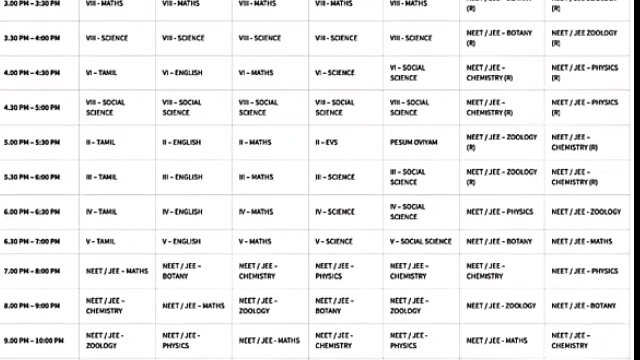 3.00 PM – 3:30 PM VIII - MATHS VIII - MATHS VIII - MATHS VIII - MATHS VIII - MATHS (R) (R)
3.30 PM – 4:00 PM VIII - SCIENCE VIII - SCIENCE VIII - SCIENCE VIII - SCIENCE VIII - SCIENCE NEET / JEE – BOTANY (R) NEET / JEE ZOOLOGY (R)
4.00 PM – 4:30 PM VI – TAMIL VI – ENGLISH VI – MATHS VI – SCIENCE VI – SOCIAL SCIENCE NEET / JEE – CHEMISTRY (R) NEET / JEE – PHYSICS (R)
4.30 PM – 5:00 PM VIII – SOCIAL SCIENCE VIII – SOCIAL SCIENCE VIII – SOCIAL SCIENCE VIII – SOCIAL SCIENCE VIII – SOCIAL SCIENCE NEET / JEE – CHEMISTRY (R) NEET / JEE – PHYSICS (R)
5.00 PM – 5:30 PM II – TAMIL II – ENGLISH II – MATHS II – EVS PESUM OVIYAM NEET / JEE – ZOOLOGY (R) NEET / JEE – CHEMISTRY (R)
5.30 PM – 6:00 PM III – TAMIL III – ENGLISH III – MATHS III – SCIENCE III – SOCIAL SCIENCE NEET / JEE – ZOOLOGY (R) NEET / JEE – CHEMISTRY (R)
6.00 PM – 6:30 PM IV – TAMIL IV – ENGLISH IV – MATHS IV – SCIENCE IV – SOCIAL SCIENCE NEET / JEE – PHYSICS NEET / JEE - ZOOLOGY
6.30 PM – 7:00 PM V – TAMIL V – ENGLISH V – MATHS V – SCIENCE V – SOCIAL SCIENCE NEET / JEE – BOTANY NEET / JEE - MATHS
7.00 PM – 8:00 PM NEET / JEE – MATHS NEET / JEE – BOTANY NEET / JEE – CHEMISTRY NEET / JEE – PHYSICS NEET / JEE – CHEMISTRY NEET / JEE – CHEMISTRY NEET / JEE – PHYSICS
8.00 PM – 9:00 PM NEET / JEE – CHEMISTRY NEET / JEE – MATHS NEET / JEE – ZOOLOGY NEET / JEE – BOTANY NEET / JEE – ZOOLOGY NEET / JEE - ZOOLOGY NEET / JEE - BOTANY
9.00 PM – 10:00 PM NEET / JEE - ZOOLOGY NEET / JEE - PHYSICS NEET / JEE - MATHS NEET / JEE – CHEMISTRY NEET / JEE – PHYSICS NEET / JEE - MATHS NEET / JEE – CHEMISTRY